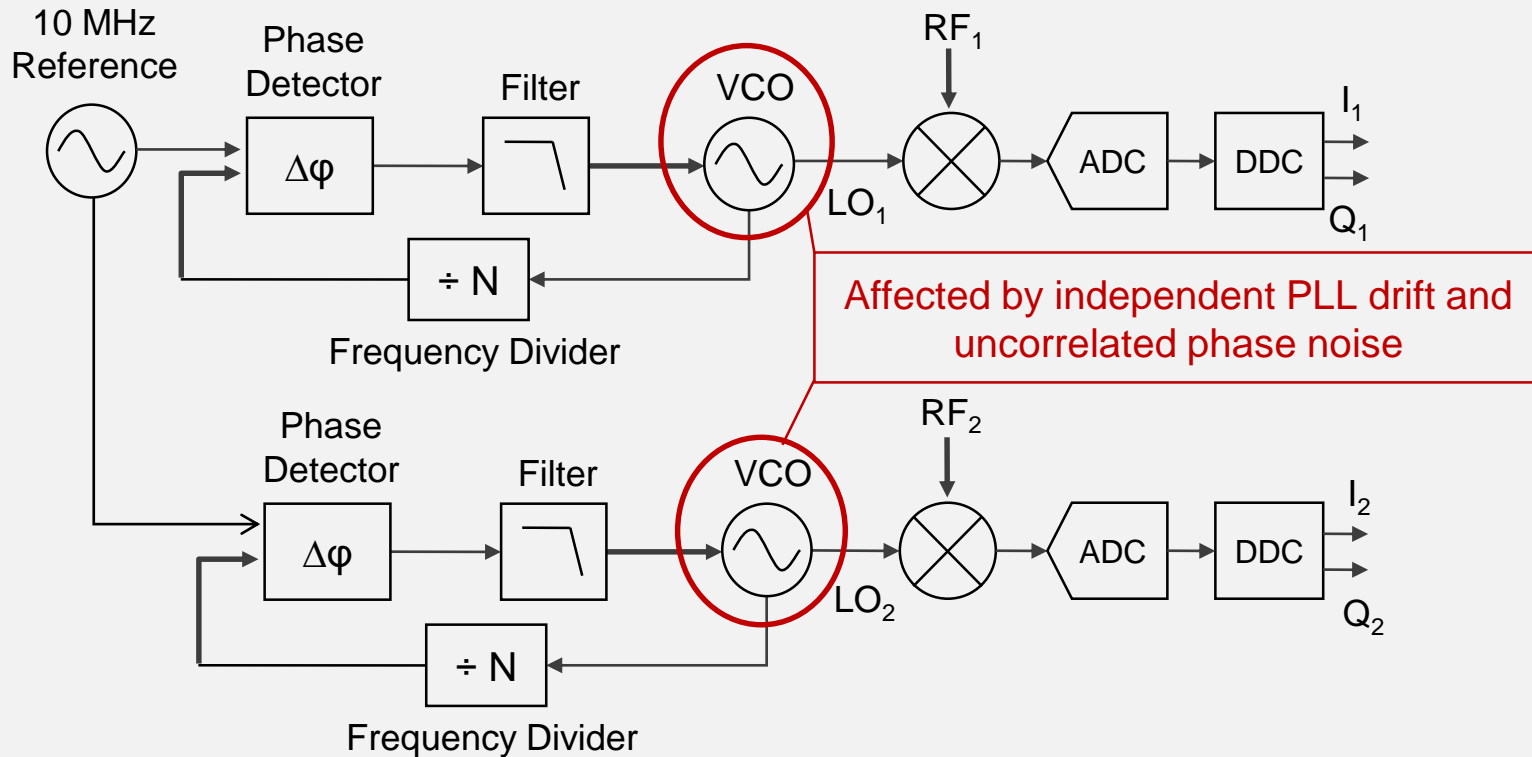 10 MHz
Reference
Phase
Detector
Filter
VCO
RF₁
Δφ
LO₁
ADC
DDC
I₁
Q₁
÷ N
Frequency Divider
Affected by independent PLL drift and
uncorrelated phase noise
Phase
Detector
Filter
VCO
RF₂
Δφ
LO₂
ADC
DDC
I₂
Q₂
÷ N
Frequency Divider